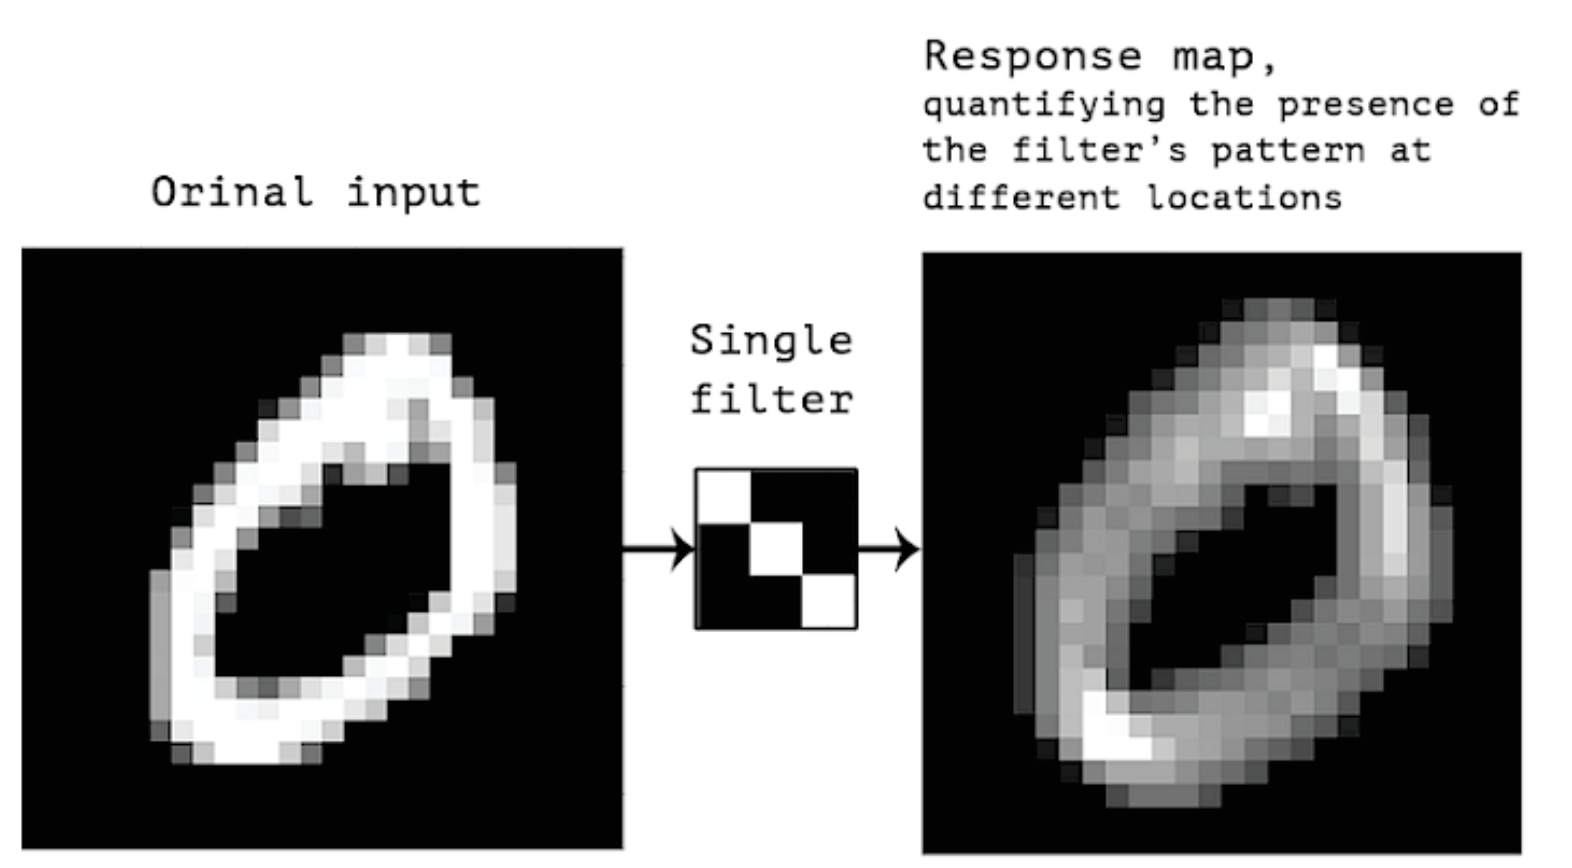 Response map,
quantifying the presence of
the filter's pattern at
different locations
Orinal input
Single
filter